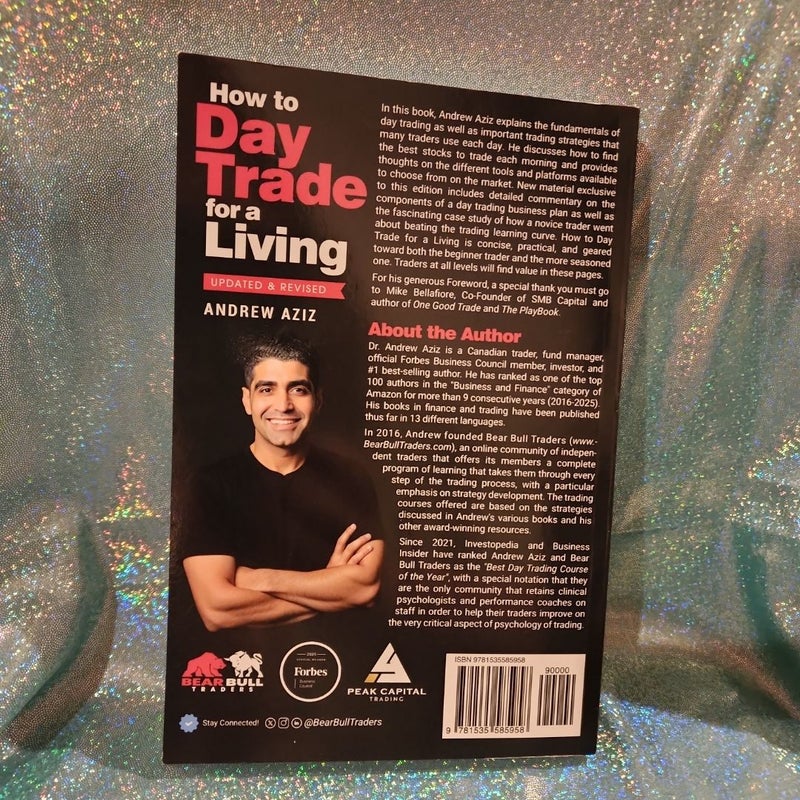 How to
Day
Trade
for a
Living
UPDATED & REVISED
ANDREW AZIZ
In this book, Andrew Aziz explains the fundamentals of
day trading as well as important trading strategies that
many traders use each day. He discusses how to find
the best stocks to trade each morning and provides
thoughts on the different tools and platforms available
to choose from on the market. New material exclusive
to this edition includes detailed commentary on the
components of a day trading business plan as well as
the fascinating case study of how a novice trader went
about beating the trading learning curve. How to Day
Trade for a Living is concise, practical, and geared
toward both the beginner trader and the more seasoned
one. Traders at all levels will find value in these pages.
For his generous Foreword, a special thank you must go
to Mike Bellafiore, Co-Founder of SMB Capital and
author of One Good Trade and The PlayBook.
About the Author
Dr. Andrew Aziz is a Canadian trader, fund manager,
official Forbes Business Council member, investor, and
#1 best-selling author. He has ranked as one of the top
100 authors in the "Business and Finance" category of
Amazon for more than 9 consecutive years (2016-2025).
His books in finance and trading have been published
thus far in 13 different languages.
In 2016, Andrew founded Bear Bull Traders (www.-
BearBullTraders.com), an online community of indepen-
dent traders that offers its members a complete
program of learning that takes them through every
step of the trading process, with a particular
emphasis on strategy development. The trading
courses offered are based on the strategies
discussed in Andrew's various books and his
other award-winning resources.
Since 2021, Investopedia and Business
Insider have ranked Andrew Aziz and Bear
Bull Traders as the "Best Day Trading Course
of the Year", with a special notation that they
are the only community that retains clinical
psychologists and performance coaches on
staff in order to help their traders improve on
the very critical aspect of psychology of trading.
BEAR BULL
TRADERS
2025
OFFICIAL MEMBER
Forbes
Business
Council
PEAK CAPITAL
TRADING
Stay Connected! @BearBullTraders
ISBN 9781535585958
90000
9 781535 585958